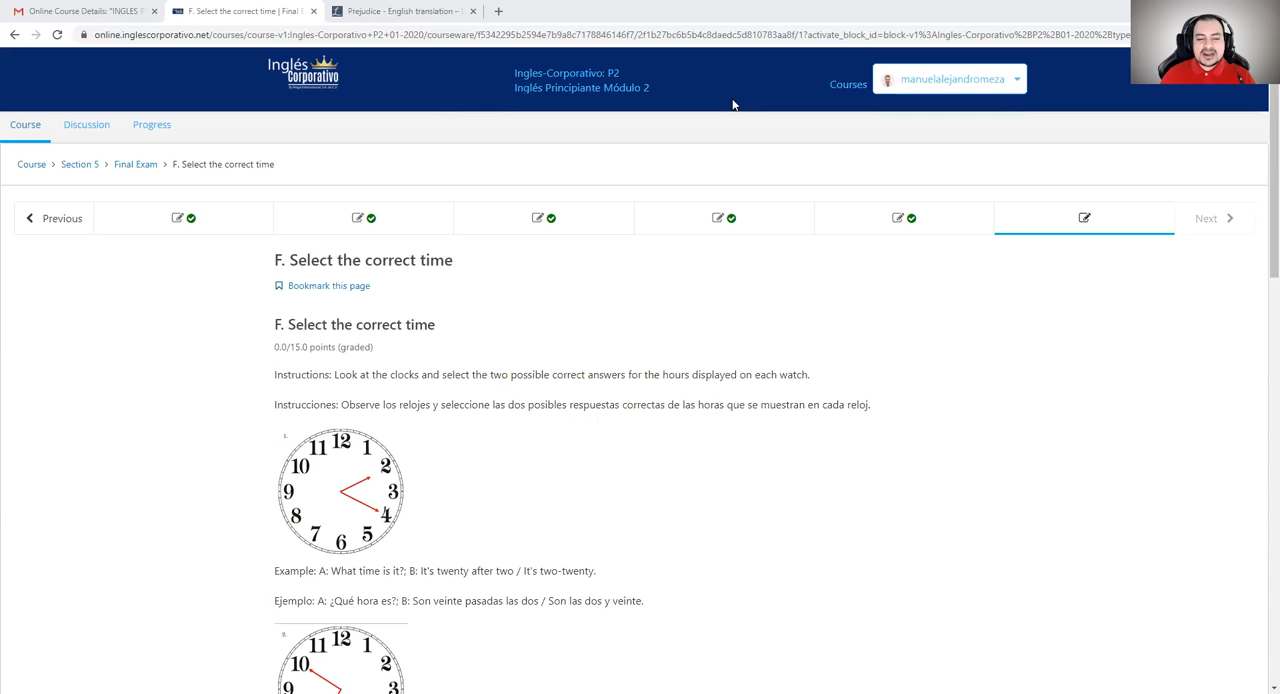 Online Course Details: "INGLES P
F. Select the correct time | Final E
Prejudice - English translation –
online.inglescorporativo.net/courses/course-v1:Ingles-Corporativo+P2+01-2020/courseware/f5342295b3294e7b9a8c7178846146f7/2f1b27bc6b5b4c8daedc5d810783aa8f/1?activate_block_id=block-v1%3AIngles-Corporativo%2BP2%2B01-2020%2Btype
Inglés Corporativo
Ingles-Corporativo: P2
Inglés Principiante Módulo 2
Courses
manuelalejandromeza
Course Discussion Progress
Course > Section 5 > Final Exam > F. Select the correct time
Previous
Next
F. Select the correct time
Bookmark this page
F. Select the correct time
0.0/15.0 points (graded)
Instructions: Look at the clocks and select the two possible correct answers for the hours displayed on each watch.
Instrucciones: Observe los relojes y seleccione las dos posibles respuestas correctas de las horas que se muestran en cada reloj.
1.
12 1 2 3 4 5 6 7 8 9 10 11
Example: A: What time is it?; B: It's twenty after two / It's two-twenty.
Ejemplo: A: ¿Qué hora es?; B: Son veinte pasadas las dos / Son las dos y veinte.
2.
12 1 2 3 9 10 11